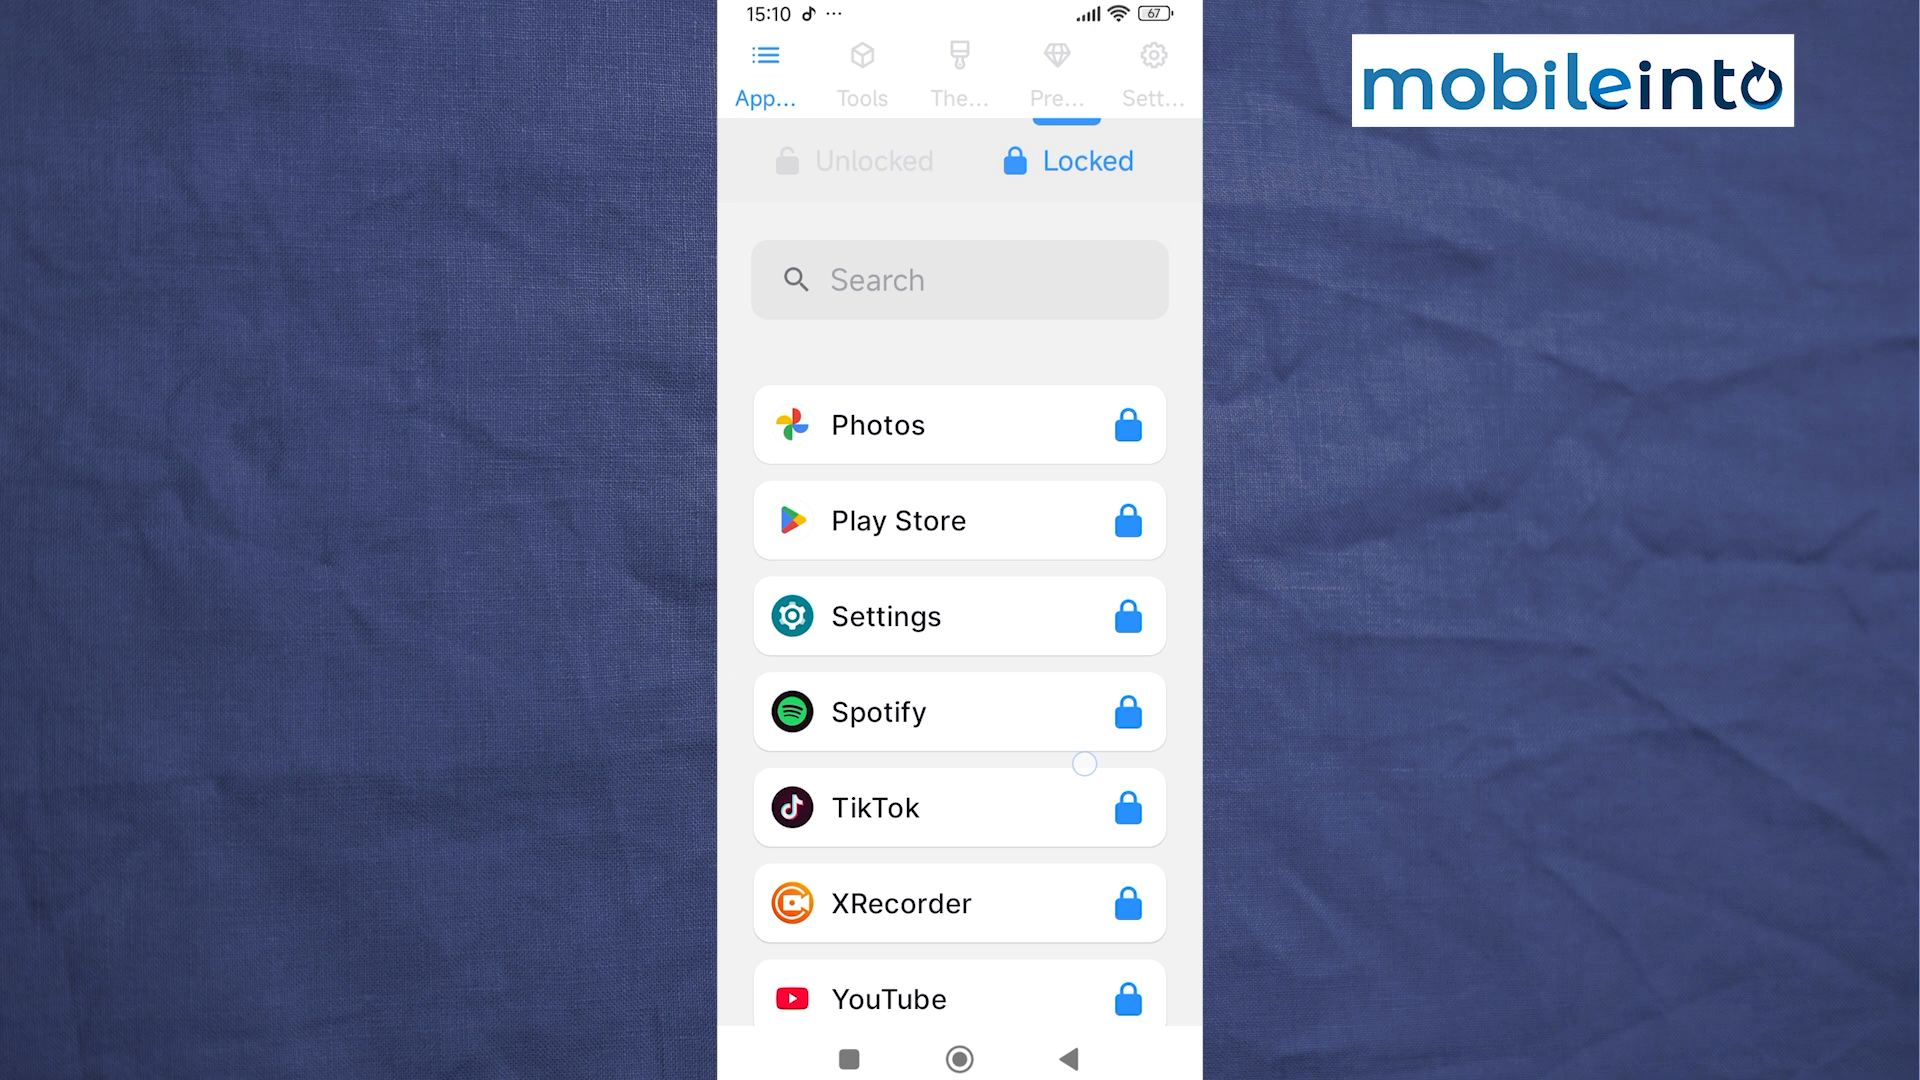 15:10
67
mobileinto
App... Tools The... Pre... Sett...
Unlocked Locked
Search
Photos
Play Store
Settings
Spotify
TikTok
XRecorder
YouTube